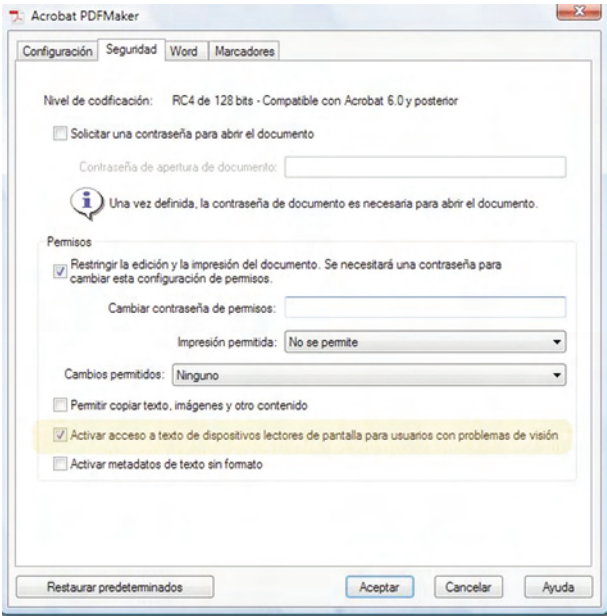 Acrobat PDFMaker
Configuración Seguridad Word Marcadores
Nivel de codificación: RC4 de 128 bits - Compatible con Acrobat 6.0 y posterior
Solicitar una contraseña para abrir el documento
Contraseña de apertura de documento:
Una vez definida, la contraseña de documento es necesaria para abrir el documento.
Permisos
Restringir la edición y la impresión del documento. Se necesitará una contraseña para
cambiar esta configuración de permisos.
Cambiar contraseña de permisos:
Impresión permitida: No se permite
Cambios permitidos: Ninguno
Permitir copiar texto, imágenes y otro contenido
Activar acceso a texto de dispositivos lectores de pantalla para usuarios con problemas de visión
Activar metadatos de texto sin formato
Restaurar predeterminados Aceptar Cancelar Ayuda